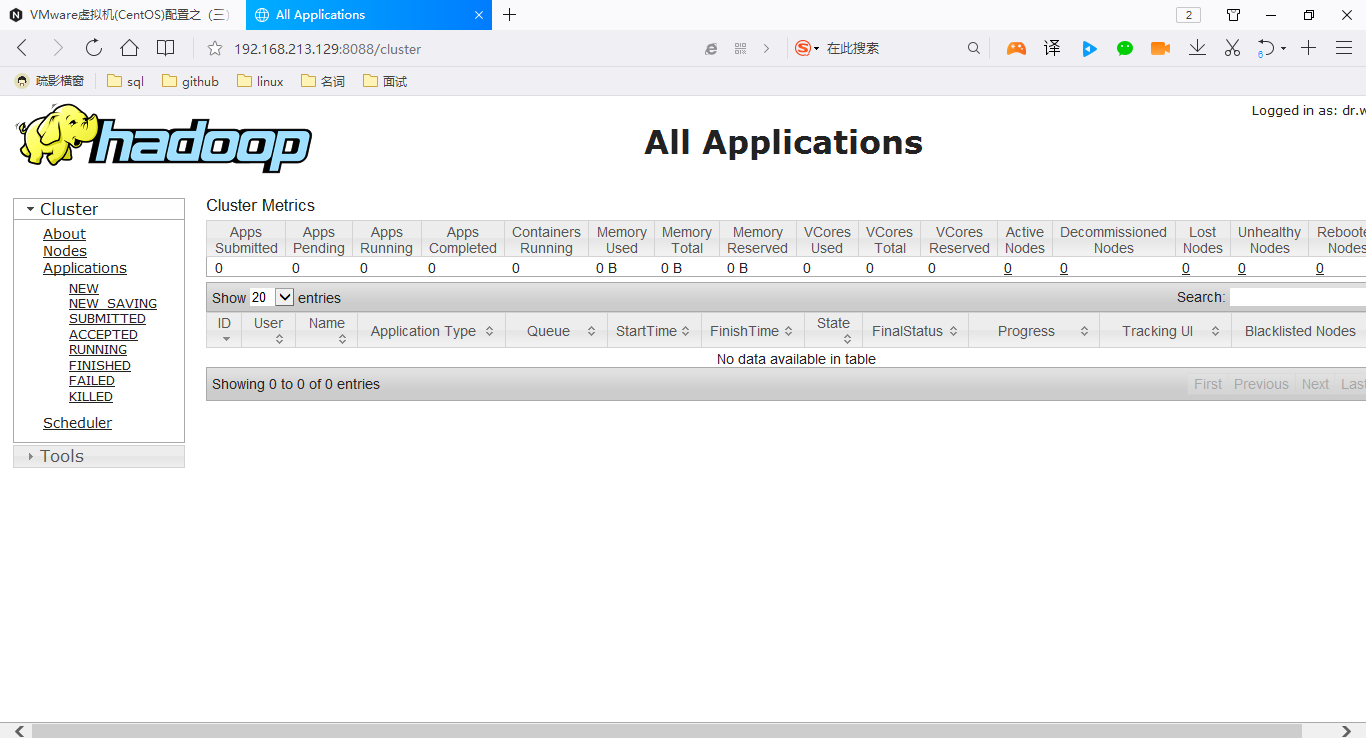 VMware虚拟机(CentOS)配置之（三）
All Applications
2
192.168.213.129:8088/cluster
在此搜索
译
6
疏影横窗
sql
github
linux
名词
面试
hadoop
All Applications
Logged in as: dr.w
Cluster
About
Nodes
Applications
NEW
NEW_SAVING
SUBMITTED
ACCEPTED
RUNNING
FINISHED
FAILED
KILLED
Scheduler
Tools
Cluster Metrics
Apps Submitted Apps Pending Apps Running Apps Completed Containers Running Memory Used Memory Total Memory Reserved VCores Used VCores Total VCores Reserved Active Nodes Decommissioned Nodes Lost Nodes Unhealthy Nodes Reboote Nodes
0 0 0 0 0 0 B 0 B 0 B 0 0 0 0 0 0 0 0
Show 20 entries
Search:
ID User Name Application Type Queue StartTime FinishTime State FinalStatus Progress Tracking UI Blacklisted Nodes
No data available in table
Showing 0 to 0 of 0 entries
First Previous Next Last